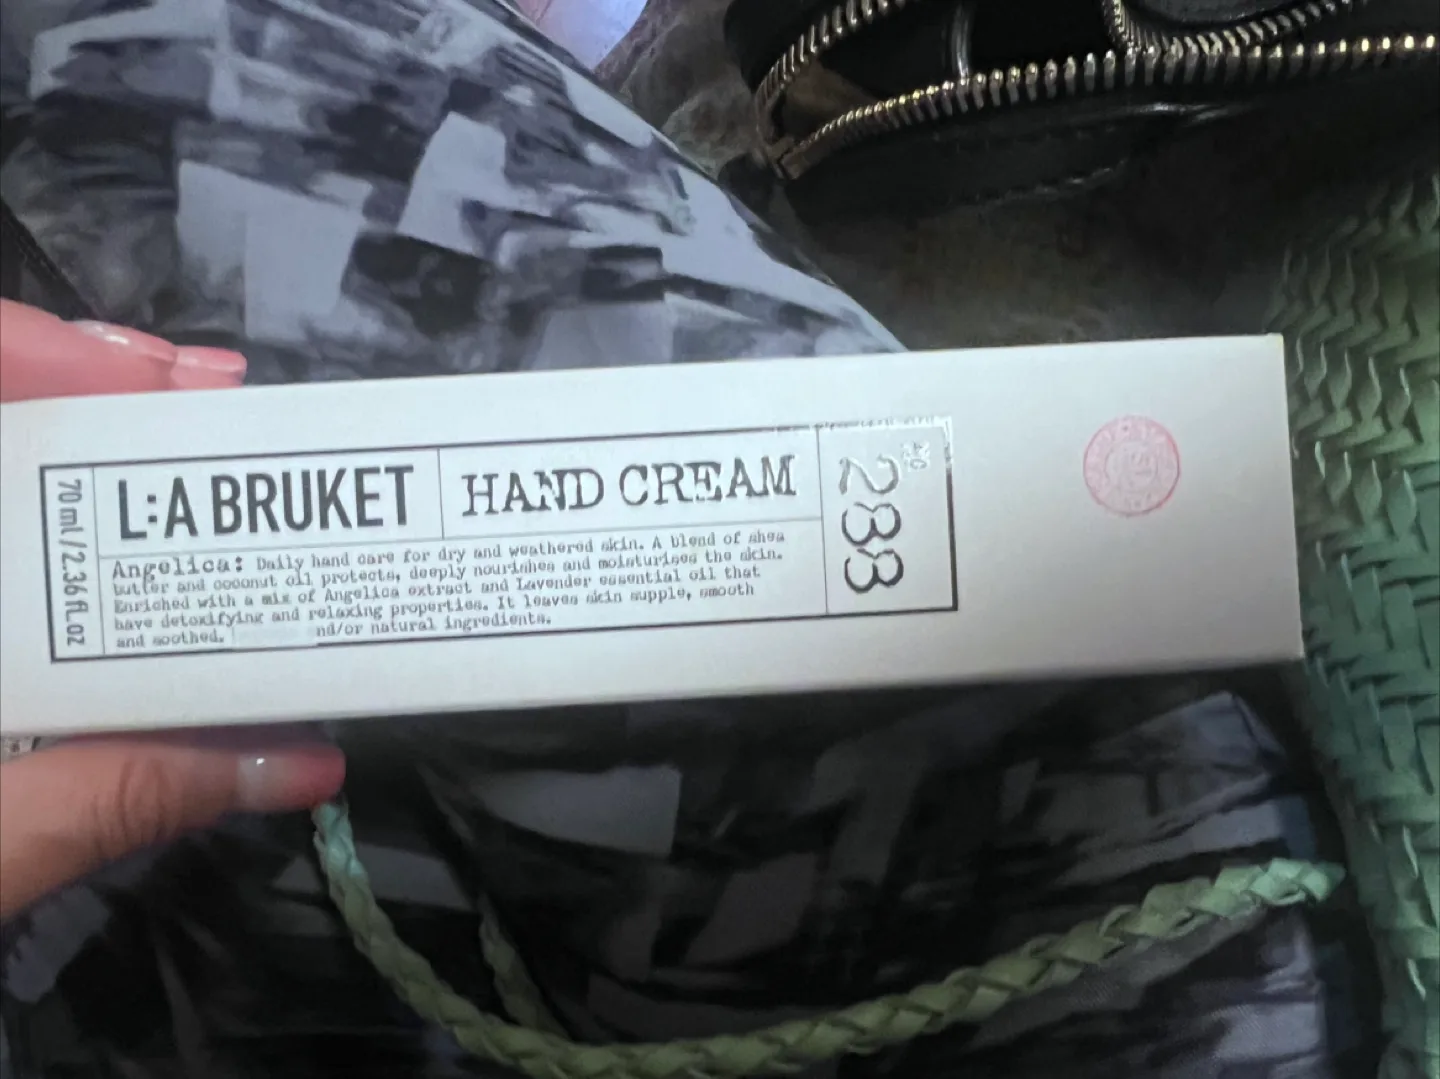 70 ml / 2.36 fl.oz
L:A BRUKET
HAND CREAM
Angelica: Daily hand care for dry and weathered skin. A blend of shea
butter and coconut oil protects, deeply nourishes and moisturises the skin.
Enriched with a mix of Angelica extract and Lavender essential oil that
have detoxifying and relaxing properties. It leaves skin supple, smooth
and soothed. nd/or natural ingredients.
No
233